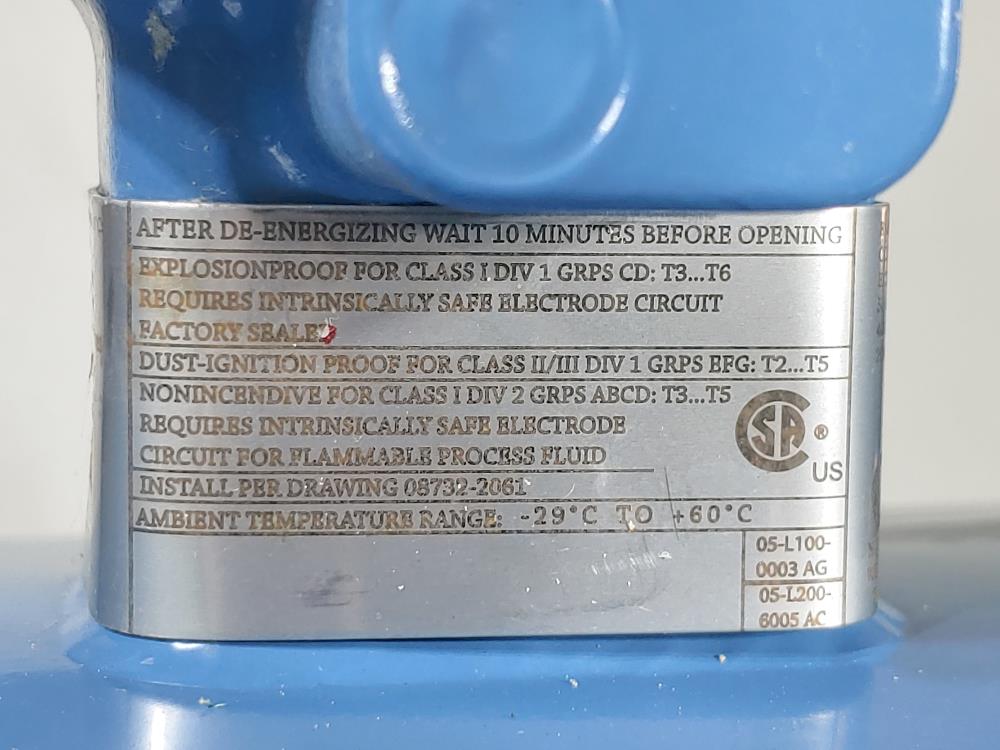 AFTER DE-ENERGIZING WAIT 10 MINUTES BEFORE OPENING
EXPLOSIONPROOF FOR CLASS I DIV 1 GRPS CD: T3...T6
REQUIRES INTRINSICALLY SAFE ELECTRODE CIRCUIT
FACTORY SEALED
DUST-IGNITION PROOF FOR CLASS II/III DIV 1 GRPS EFG: T2...T5
NONINCENDIVE FOR CLASS I DIV 2 GRPS ABCD: T3...T5
REQUIRES INTRINSICALLY SAFE ELECTRODE
CIRCUIT FOR FLAMMABLE PROCESS FLUID
SA ®
US
INSTALL PER DRAWING 08732-2061
AMBIENT TEMPERATURE RANGE: -29°C TO +60°C
05-L100-
0003 AG
05-L200-
6005 AC